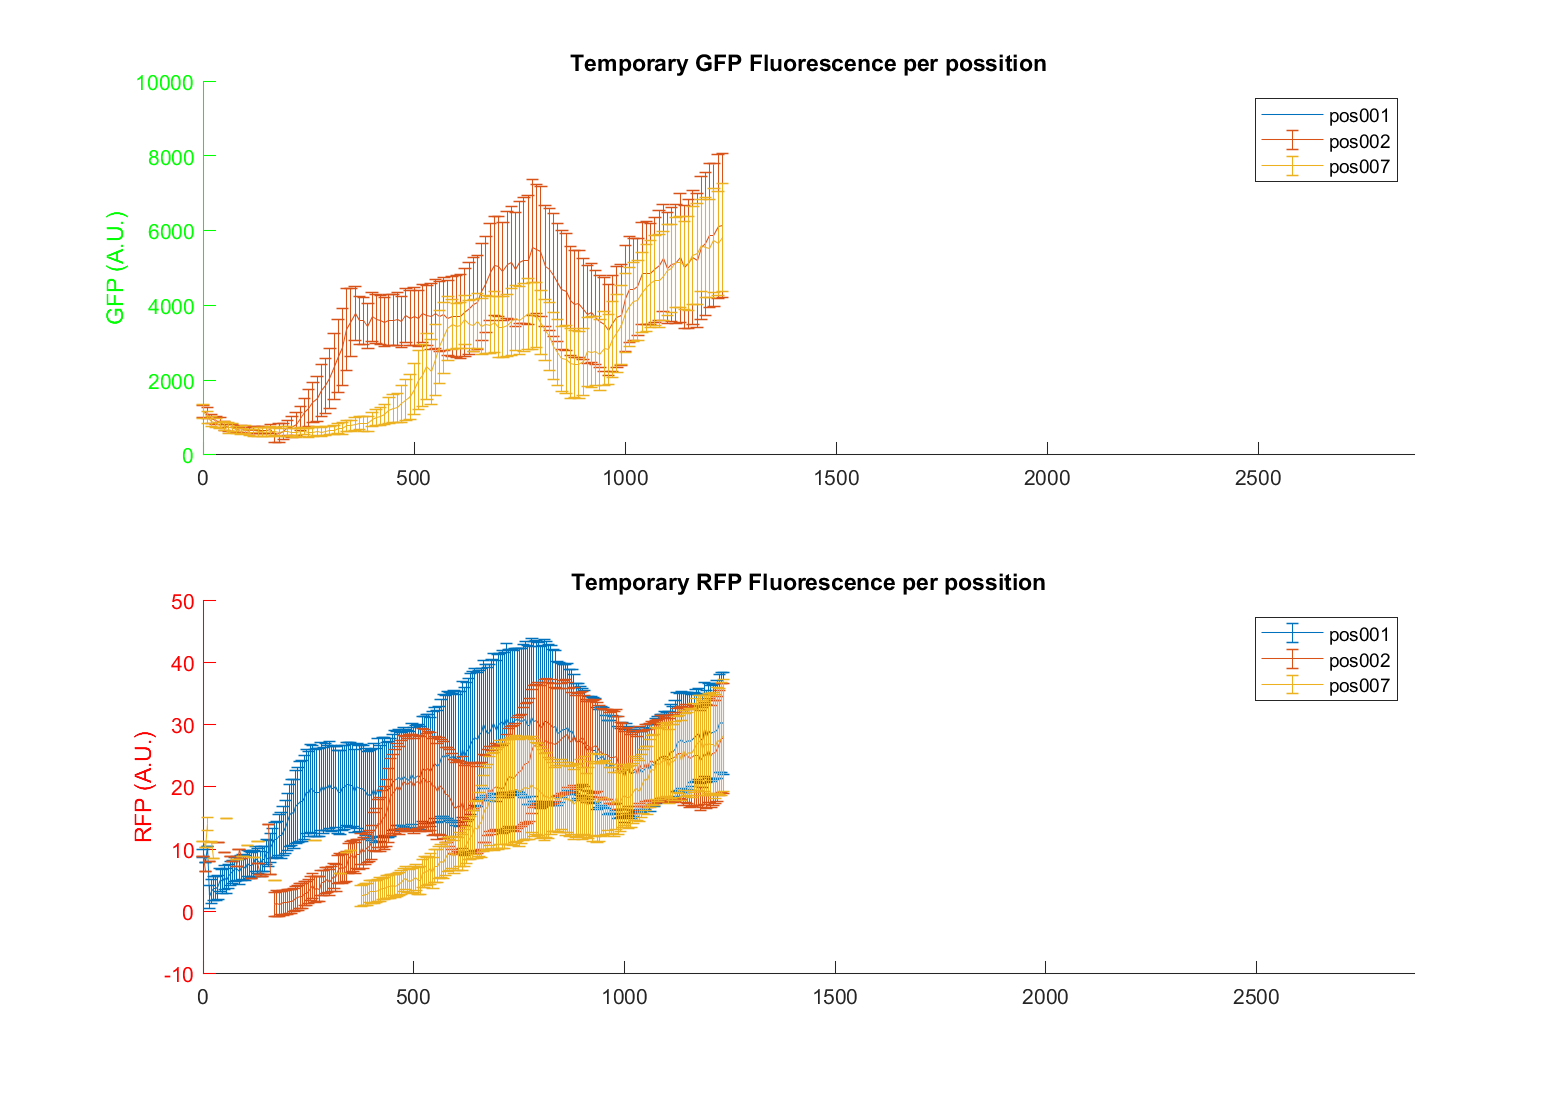 Temporary GFP Fluorescence per possition
10000
8000
6000
4000
2000
0
GFP (A.U.)
pos001
pos002
pos007
0 500 1000 1500 2000 2500
Temporary RFP Fluorescence per possition
50
40
30
20
10
0
-10
RFP (A.U.)
pos001
pos002
pos007
0 500 1000 1500 2000 2500